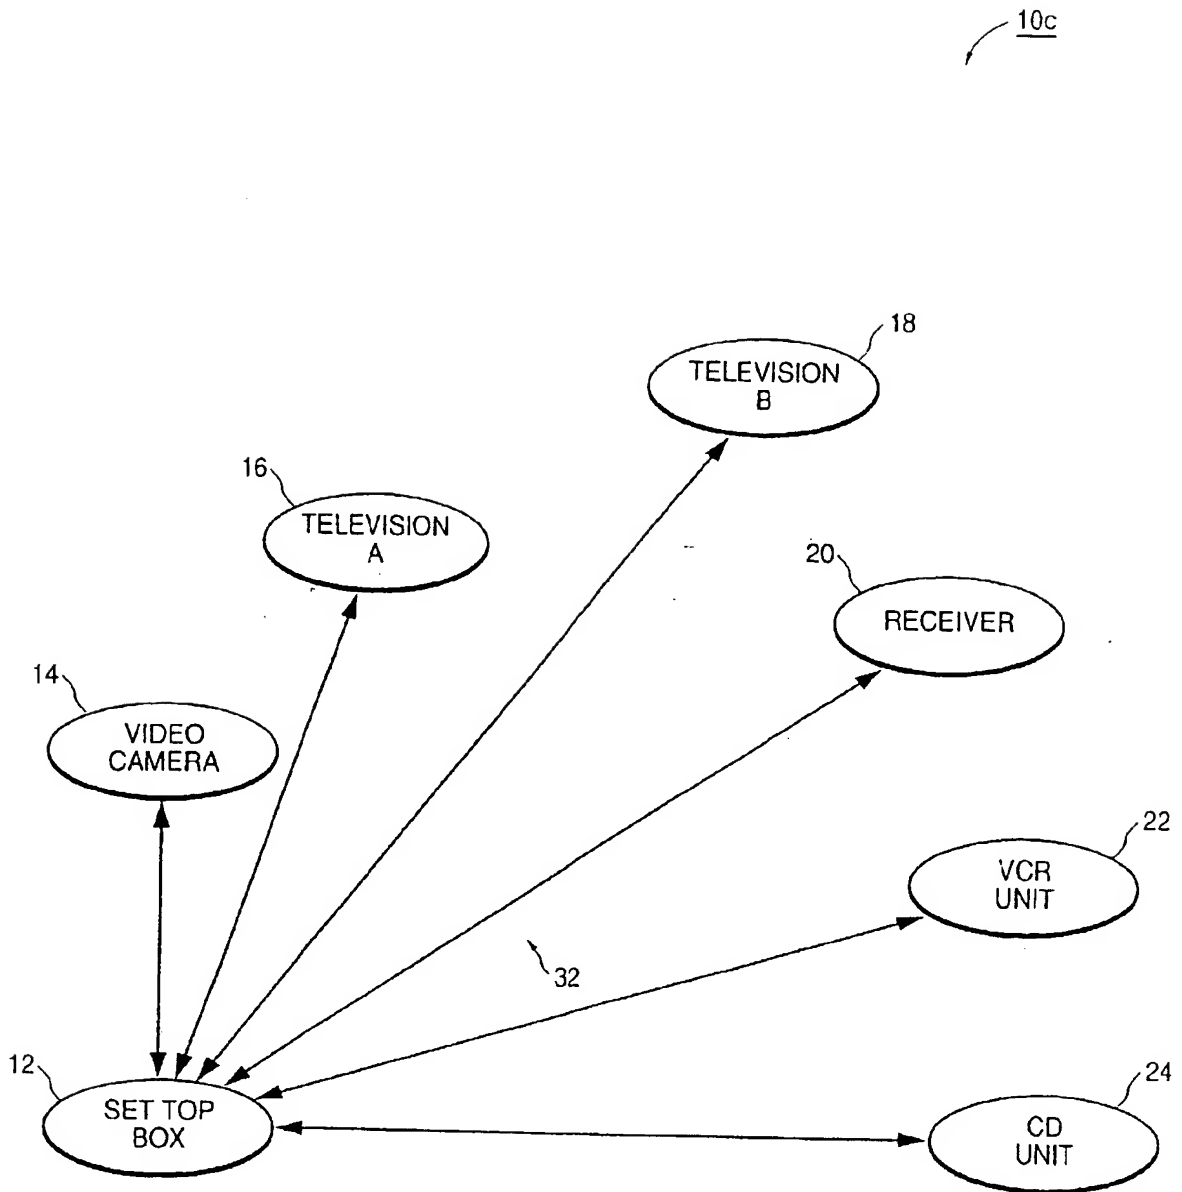 10c
18
TELEVISION
B
16
TELEVISION
A
20
RECEIVER
14
VIDEO
CAMERA
22
VCR
UNIT
32
12
SET TOP
BOX
24
CD
UNIT